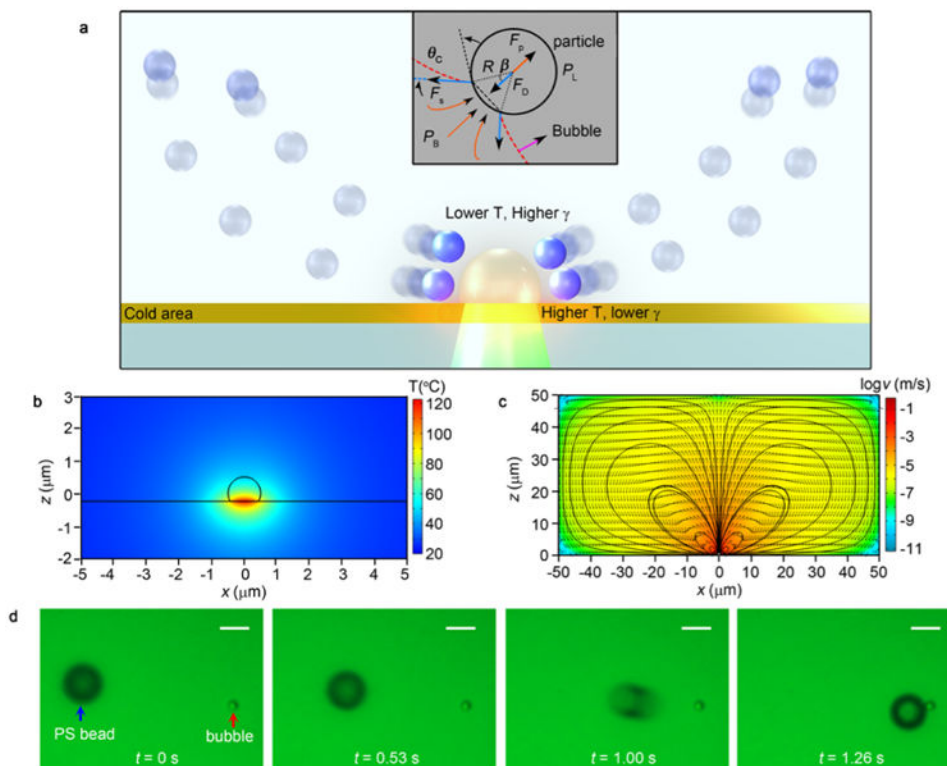 a
θC
Fp
particle
R
β
PL
FD
Fs
PB
Bubble
Lower T, Higher γ
Cold area
Higher T, lower γ
b
T(°C)
3
2
1
0
-1
-2
z (μm)
-5 -4 -3 -2 -1 0 1 2 3 4 5
x (μm)
120
100
80
60
40
20
c
log v (m/s)
50
40
30
20
10
0
z (μm)
-50 -40 -30 -20 -10 0 10 20 30 40 50
x (μm)
-1
-3
-5
-7
-9
-11
d
PS bead
bubble
t = 0 s
t = 0.53 s
t = 1.00 s
t = 1.26 s